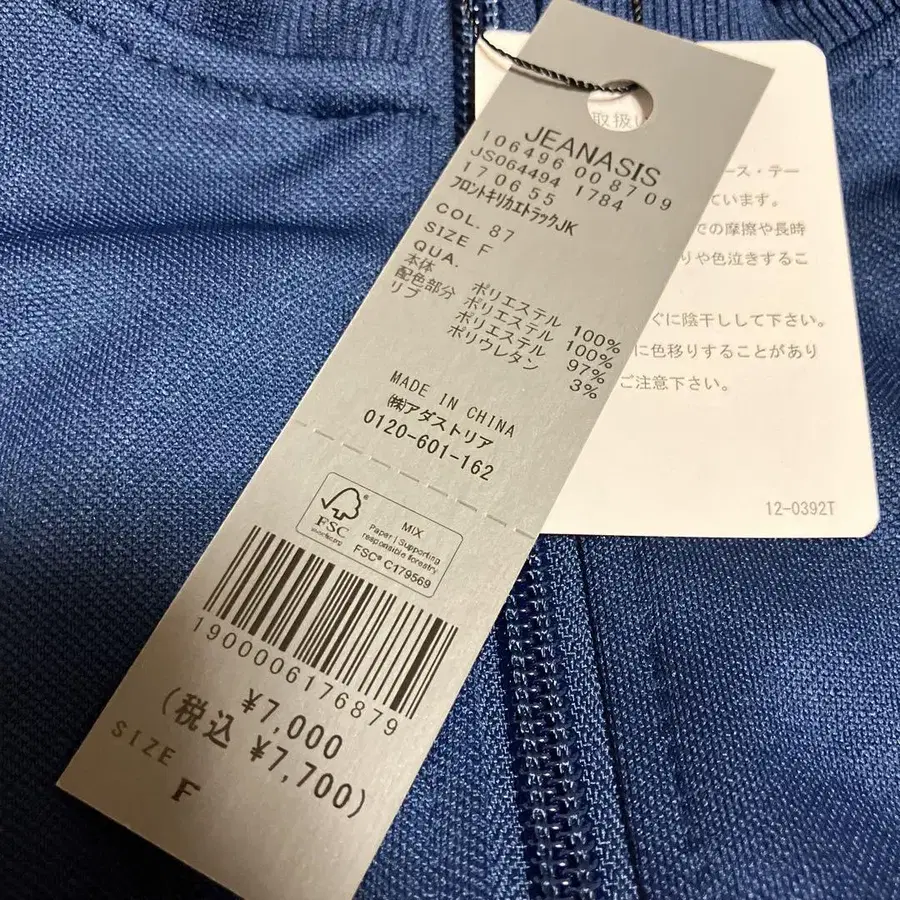 JEANASIS
106496 008709
JS064494 1784
170655
フロントキリカエトラックJK
COL. 87
SIZE F
QUA.
本体 ポリエステル 100%
配色部分 ポリエステル 100%
リブ ポリエステル 97%
ポリウレタン 3%
MADE IN CHINA
㈱アダストリア
0120-601-162
FSC
MIX
Paper | Supporting
responsible forestry
FSC® C179569
1900006176879
¥7,000
(税込 ¥7,700)
SIZE
F
取扱い
ース・テー
ています。
での摩擦や長時
りや色泣きするこ
ぐに陰干しして下さい。
に色移りすることがあり
ご注意下さい。
12-0392T